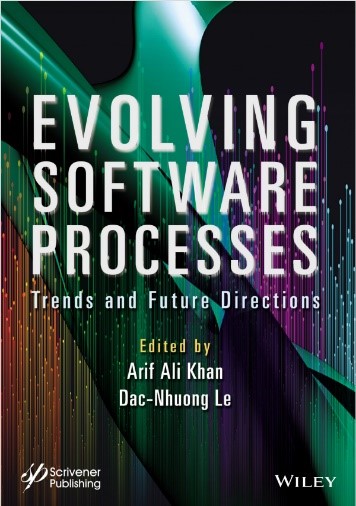 EVOLVING
SOFTWARE
PROCESSES
Trends and Future Directions
Edited by
Arif Ali Khan
Dac-Nhuong Le
Scrivener
Publishing
WILEY